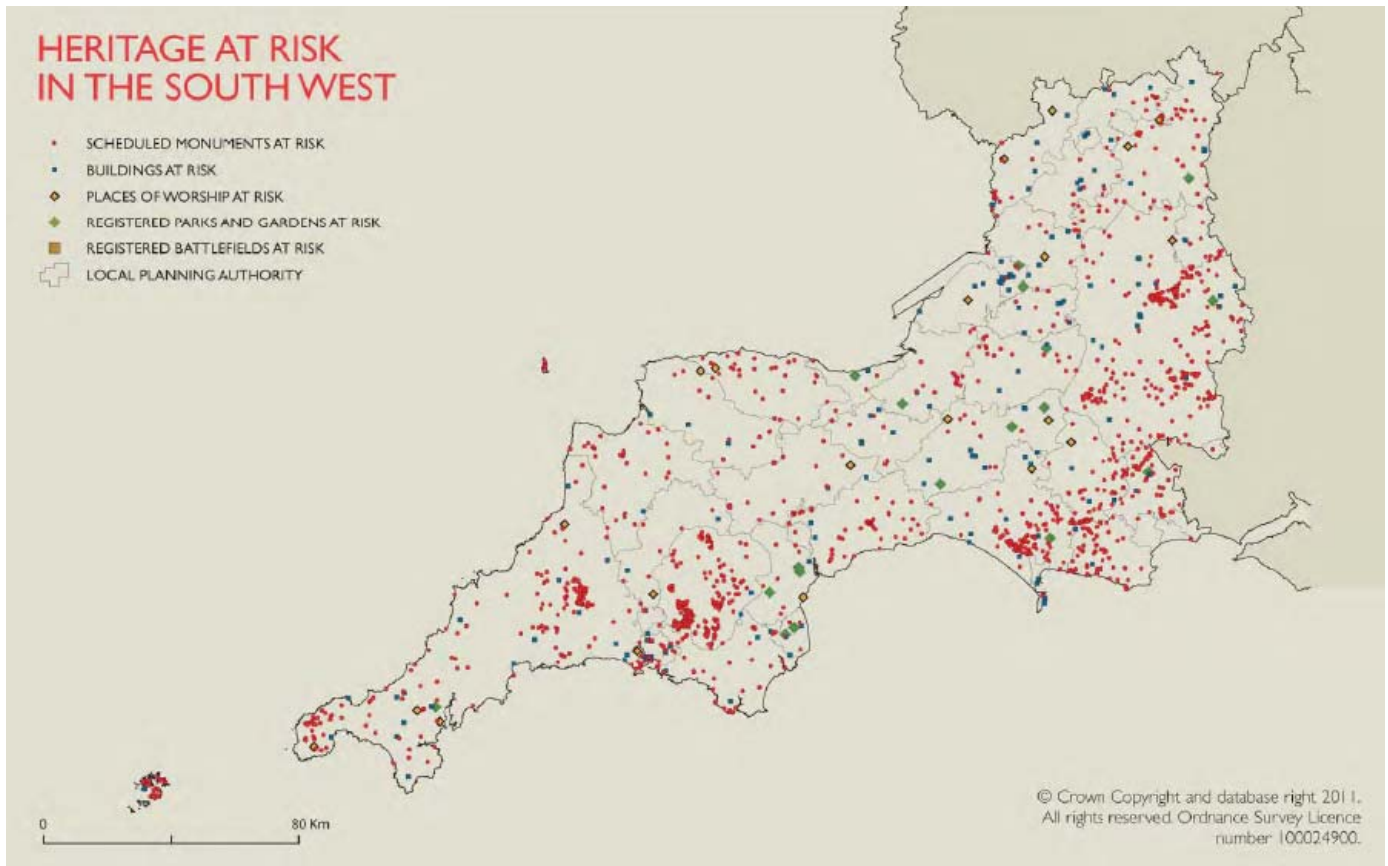 HERITAGE AT RISK
IN THE SOUTH WEST
SCHEDULED MONUMENTS AT RISK
BUILDINGS AT RISK
PLACES OF WORSHIP AT RISK
REGISTERED PARKS AND GARDENS AT RISK
REGISTERED BATTLEFIELDS AT RISK
LOCAL PLANNING AUTHORITY
0 80 Km
© Crown Copyright and database right 2011.
All rights reserved. Ordnance Survey Licence
number 100024900.